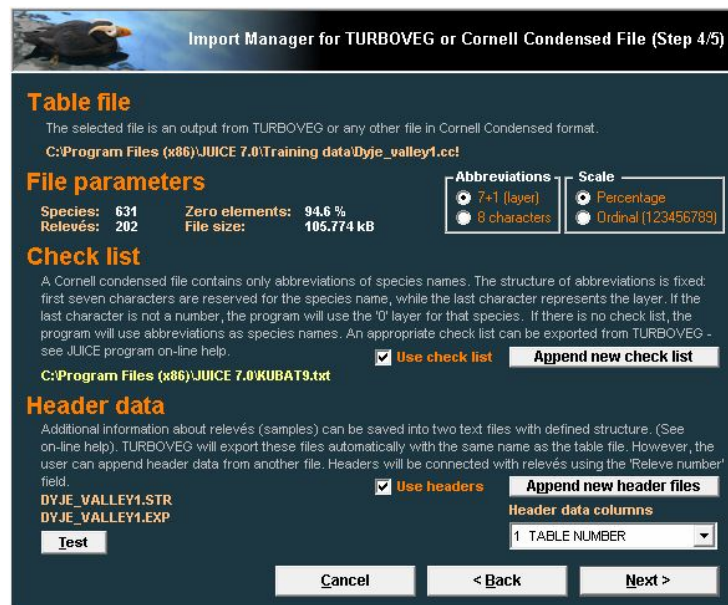 Import Manager for TURBOVEG or Cornell Condensed File (Step 4/5)
Table file
The selected file is an output from TURBOVEG or any other file in Cornell Condensed format.
C:\Program Files (x86)\JUICE 7.0\Training data\Dyje_valley1.cc!
File parameters
Species: 631 Zero elements: 94.6 %
Relevés: 202 File size: 105.774 kB
Abbreviations
7+1 (layer)
8 characters
Scale
Percentage
Ordinal (123456789)
Check list
A Cornell condensed file contains only abbreviations of species names. The structure of abbreviations is fixed:
first seven characters are reserved for the species name, while the last character represents the layer. If the
last character is not a number, the program will use the '0' layer for that species. If there is no check list, the
program will use abbreviations as species names. An appropriate check list can be exported from TURBOVEG -
see JUICE program on-line help.
Use check list Append new check list
C:\Program Files (x86)\JUICE 7.0\KUBAT9.txt
Header data
Additional information about relevés (samples) can be saved into two text files with defined structure. (See
on-line help). TURBOVEG will export these files automatically with the same name as the table file. However, the
user can append header data from another file. Headers will be connected with relevés using the 'Releve number'
field.
Use headers Append new header files
DYJE_VALLEY1.STR
DYJE_VALLEY1.EXP
Header data columns
Test
1 TABLE NUMBER
Cancel < Back Next >